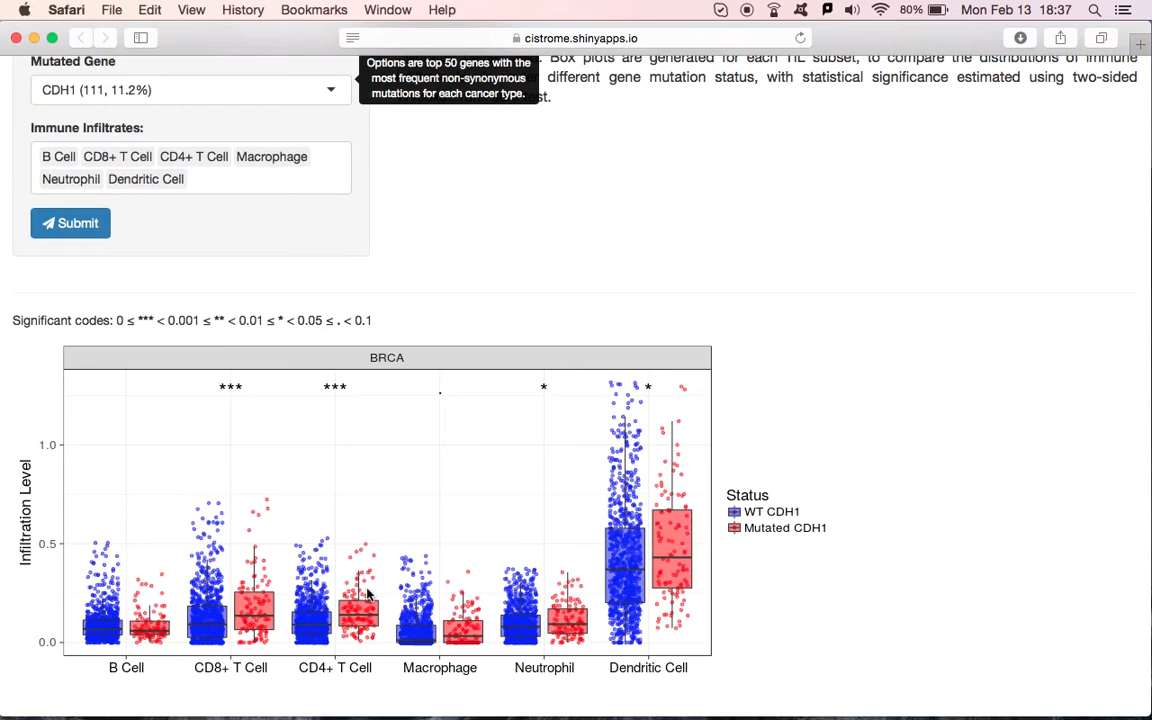 Safari File Edit View History Bookmarks Window Help 80% Mon Feb 13 18:37
cistrome.shinyapps.io
Mutated Gene
CDH1 (111, 11.2%)
Options are top 50 genes with the
most frequent non-synonymous
mutations for each cancer type.
Box plots are generated for each TIL subset, to compare the distributions of immune
different gene mutation status, with statistical significance estimated using two-sided
Immune Infiltrates:
B Cell CD8+ T Cell CD4+ T Cell Macrophage
Neutrophil Dendritic Cell
Submit
Significant codes: 0 ≤ *** < 0.001 ≤ ** < 0.01 ≤ * < 0.05 ≤ . < 0.1
BRCA
*** *** . * *
Infiltration Level
1.0
0.5
0.0
B Cell CD8+ T Cell CD4+ T Cell Macrophage Neutrophil Dendritic Cell
Status
WT CDH1
Mutated CDH1